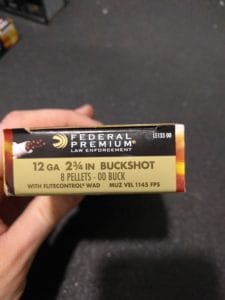 LE133 00
FEDERAL
PREMIUM
LAW ENFORCEMENT
12 GA 2¾ IN BUCKSHOT
8 PELLETS - 00 BUCK
WITH FLITECONTROL® WAD MUZ VEL 1145 FPS